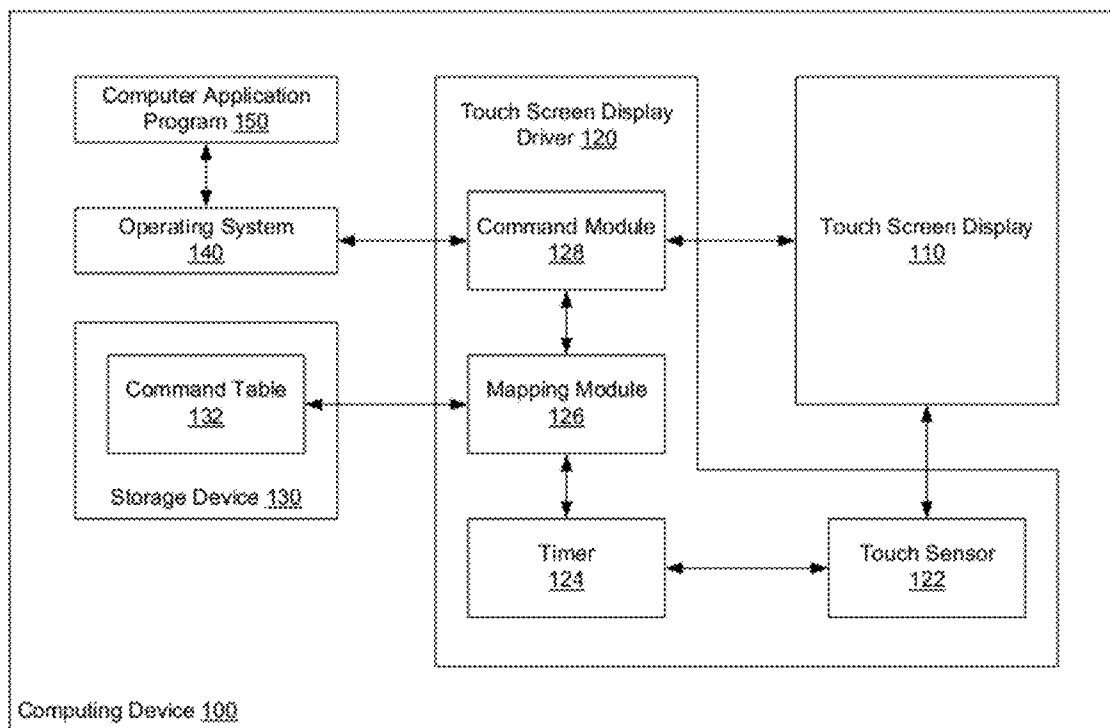 Computer Application
Program 150
Operating System
140
Command Table
132
Storage Device 130
Touch Screen Display
Driver 120
Command Module
128
Mapping Module
126
Timer
124
Touch Sensor
122
Touch Screen Display
110
Computing Device 100